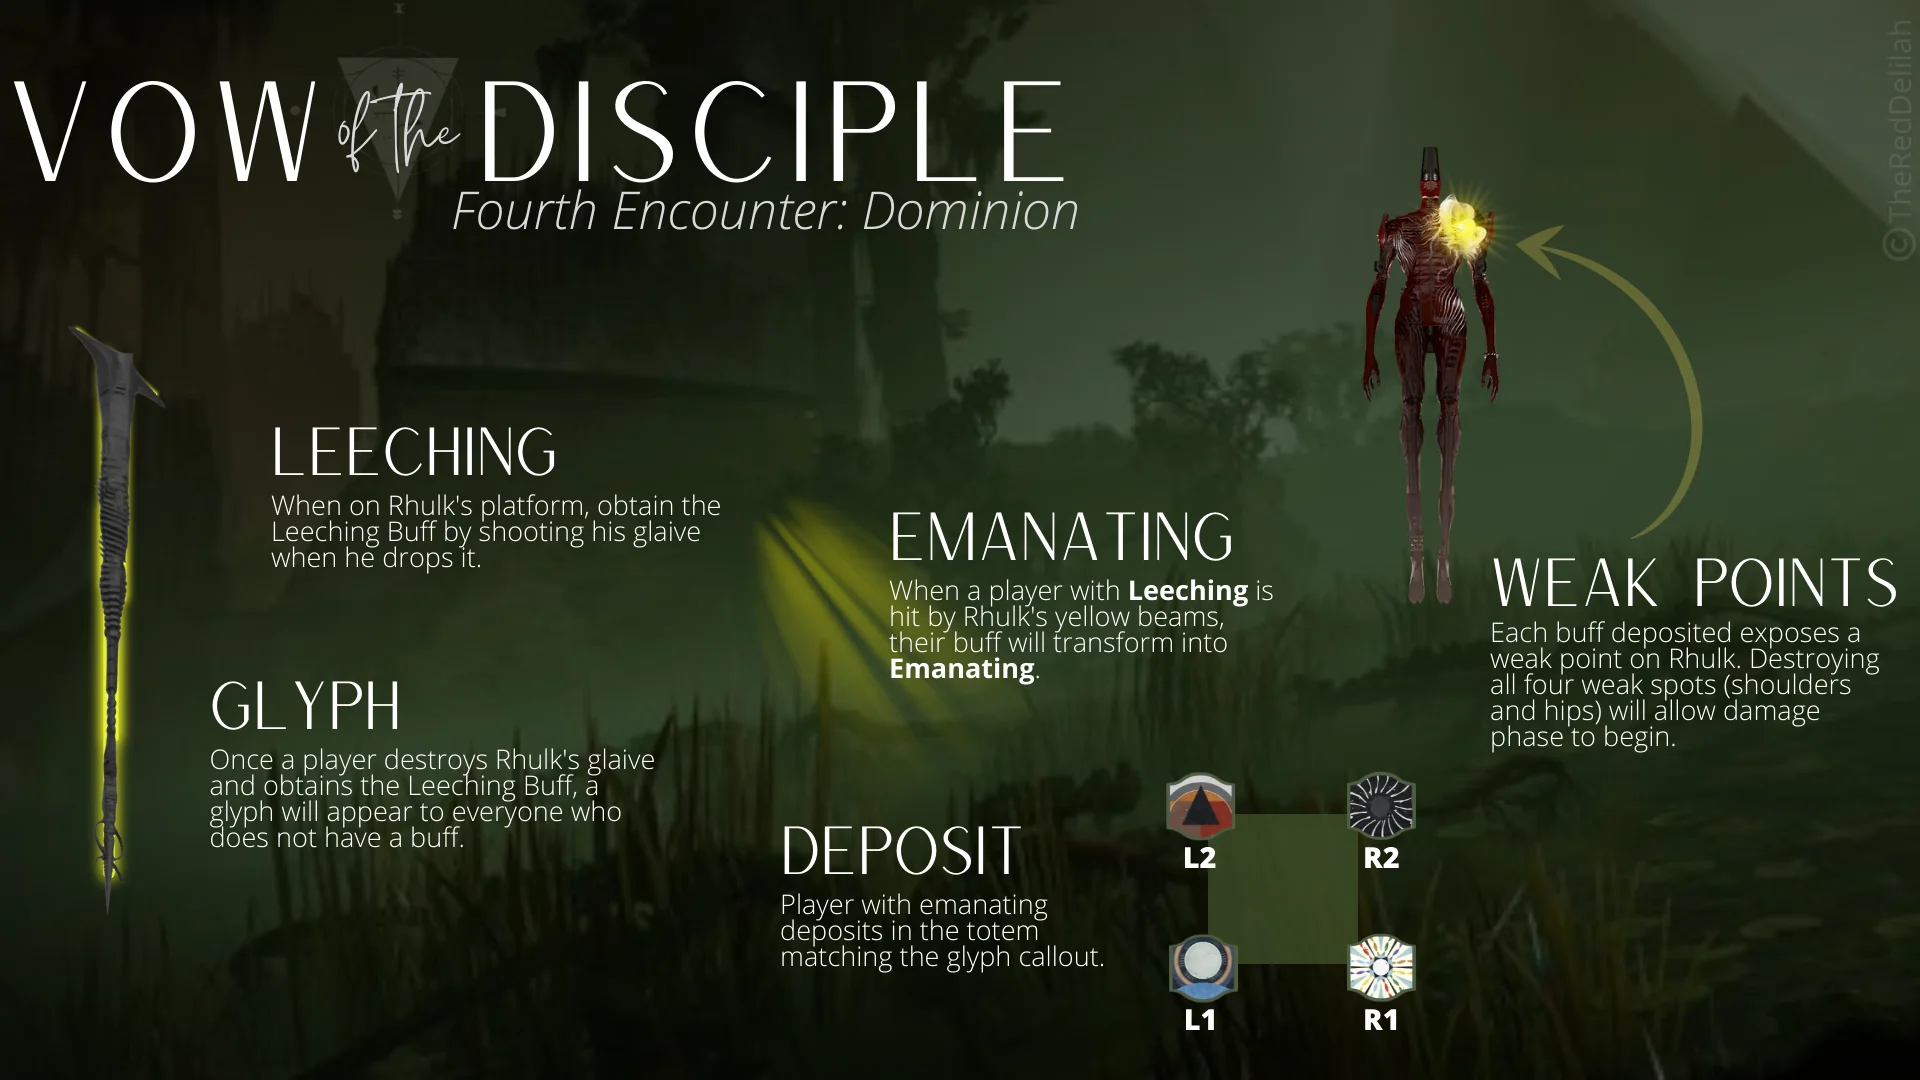 VOW of the DISCIPLE
Fourth Encounter: Dominion
©TheRedDelilah
LEECHING
When on Rhulk's platform, obtain the
Leeching Buff by shooting his glaive
when he drops it.
GLYPH
Once a player destroys Rhulk's glaive
and obtains the Leeching Buff, a
glyph will appear to everyone who
does not have a buff.
EMANATING
When a player with Leeching is
hit by Rhulk's yellow beams,
their buff will transform into
Emanating.
WEAK POINTS
Each buff deposited exposes a
weak point on Rhulk. Destroying
all four weak spots (shoulders
and hips) will allow damage
phase to begin.
DEPOSIT
Player with emanating
deposits in the totem
matching the glyph callout.
L2 R2
L1 R1